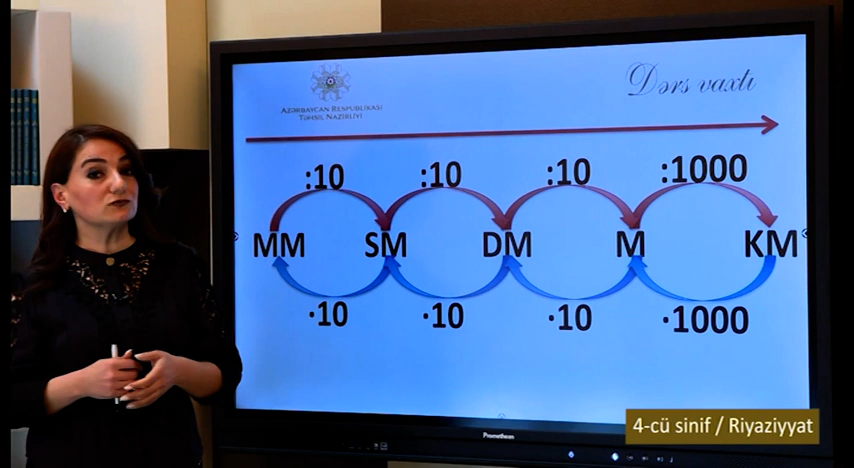 AZƏRBAYCAN RESPUBLİKASI
TƏHSİL NAZİRLİYİ
Dərs vaxtı
:10 :10 :10 :1000
MM SM DM M KM
·10 ·10 ·10 ·1000
Promethean
4-cü sinif / Riyaziyyat